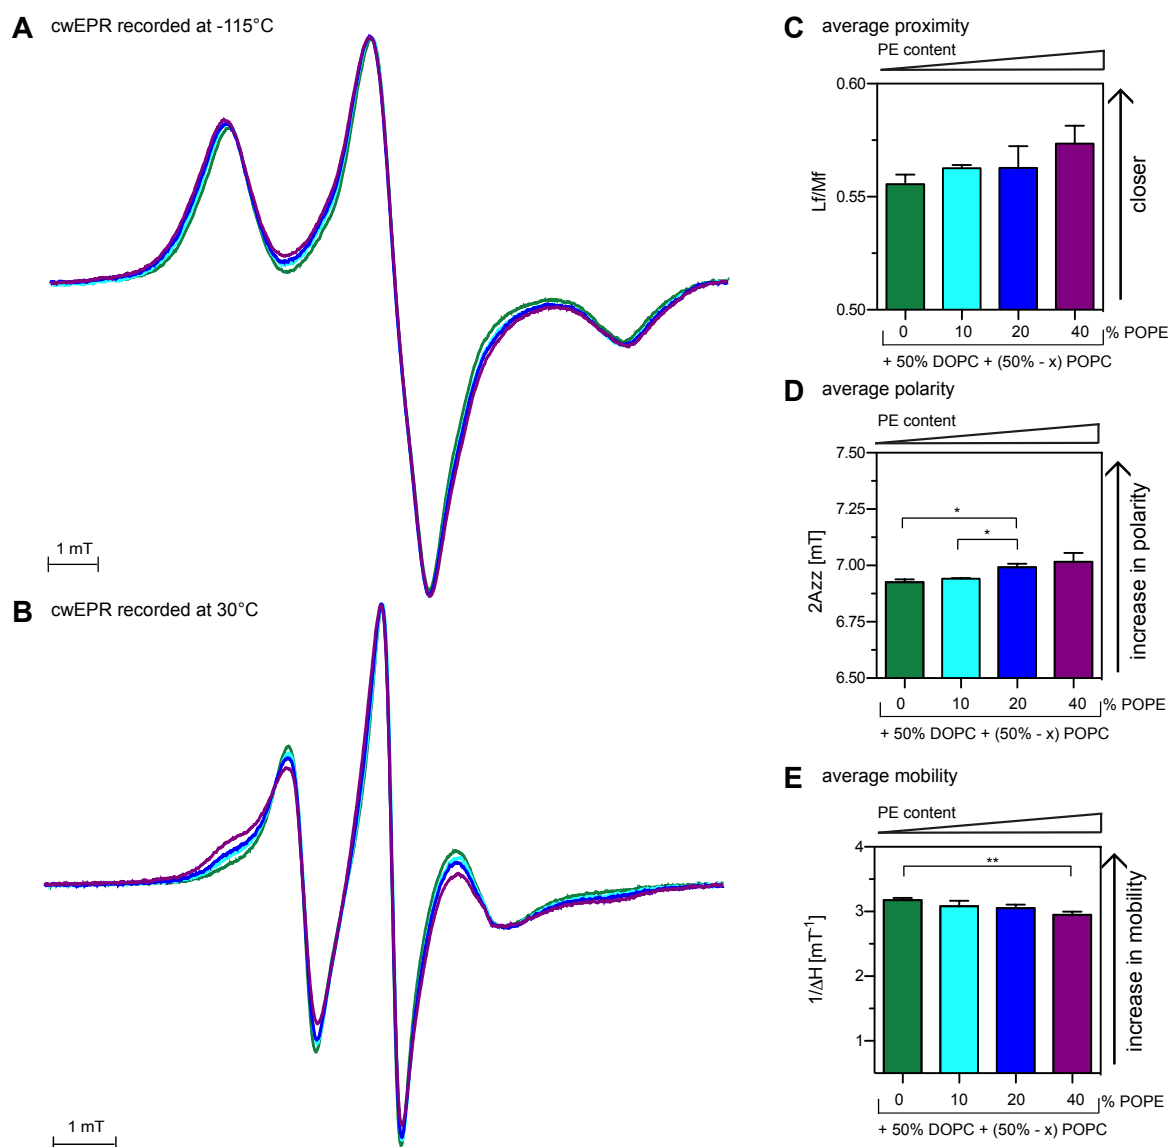 A cwEPR recorded at -115°C
1 mT
B cwEPR recorded at 30°C
1 mT
C average proximity
PE content
0.60
0.55
0.50
Lf/Mf
closer
0 10 20 40 % POPE
+ 50% DOPC + (50% - x) POPC
D average polarity
PE content
7.50
7.25
7.00
6.75
6.50
2Azz [mT]
* 
*
increase in polarity
0 10 20 40 % POPE
+ 50% DOPC + (50% - x) POPC
E average mobility
PE content
4
3
2
1
1/ΔH [mT⁻¹]
**
increase in mobility
0 10 20 40 % POPE
+ 50% DOPC + (50% - x) POPC